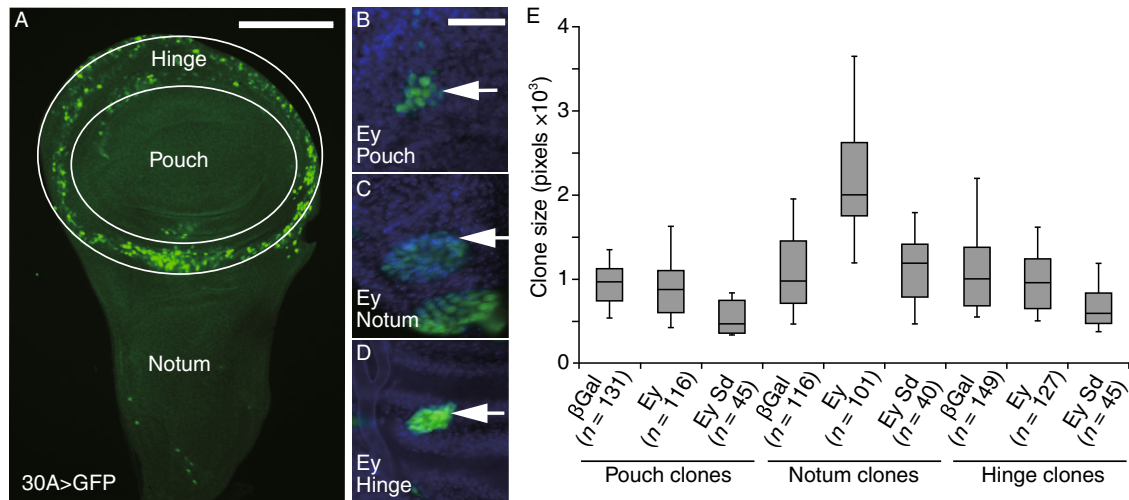 A
Hinge
Pouch
Notum
30A>GFP
B
Ey
Pouch
C
Ey
Notum
D
Ey
Hinge
E
Clone size (pixels ×10³)
4
3
2
1
0
βGal
(n = 131)
Ey
(n = 116)
Ey Sd
(n = 45)
βGal
(n = 116)
Ey
(n = 101)
Ey Sd
(n = 40)
βGal
(n = 149)
Ey
(n = 127)
Ey Sd
(n = 45)
Pouch clones
Notum clones
Hinge clones